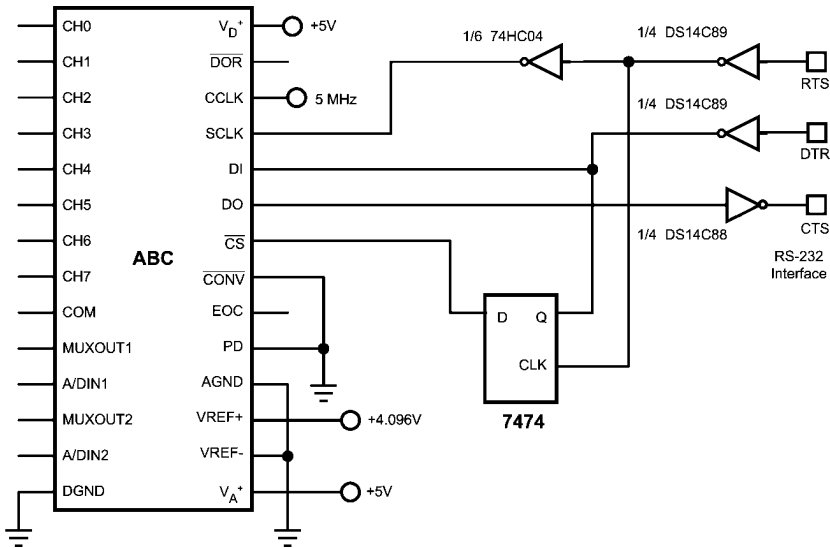 CH0
CH1
CH2
CH3
CH4
CH5
CH6
CH7
COM
MUXOUT1
A/DIN1
MUXOUT2
A/DIN2
DGND
ABC
VD+
DOR
CCLK
SCLK
DI
DO
CS
CONV
EOC
PD
AGND
VREF+
VREF-
VA+
+5V
5 MHz
+4.096V
+5V
1/6 74HC04
1/4 DS14C89
RTS
1/4 DS14C89
DTR
1/4 DS14C88
CTS
RS-232
Interface
D Q
CLK
7474